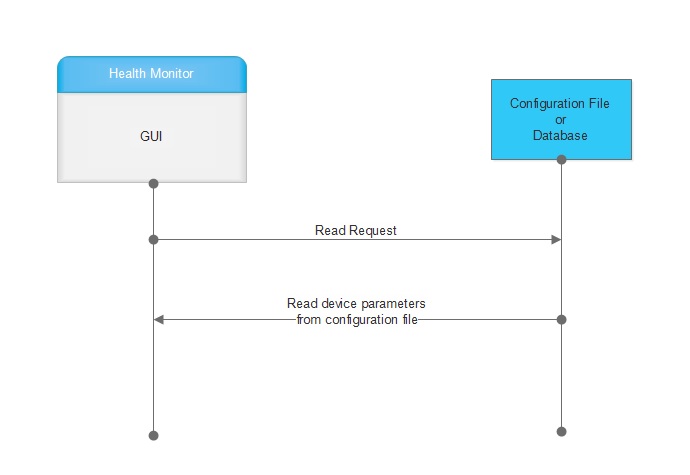 Health Monitor
GUI
Configuration File
or
Database
Read Request
Read device parameters
from configuration file